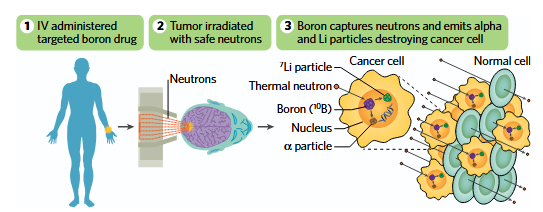 1 IV administered
targeted boron drug
2 Tumor irradiated
with safe neutrons
3 Boron captures neutrons and emits alpha
and Li particles destroying cancer cell
Neutrons
⁷Li particle
Thermal neutron
Boron (¹⁰B)
Nucleus
α particle
Cancer cell
Normal cell